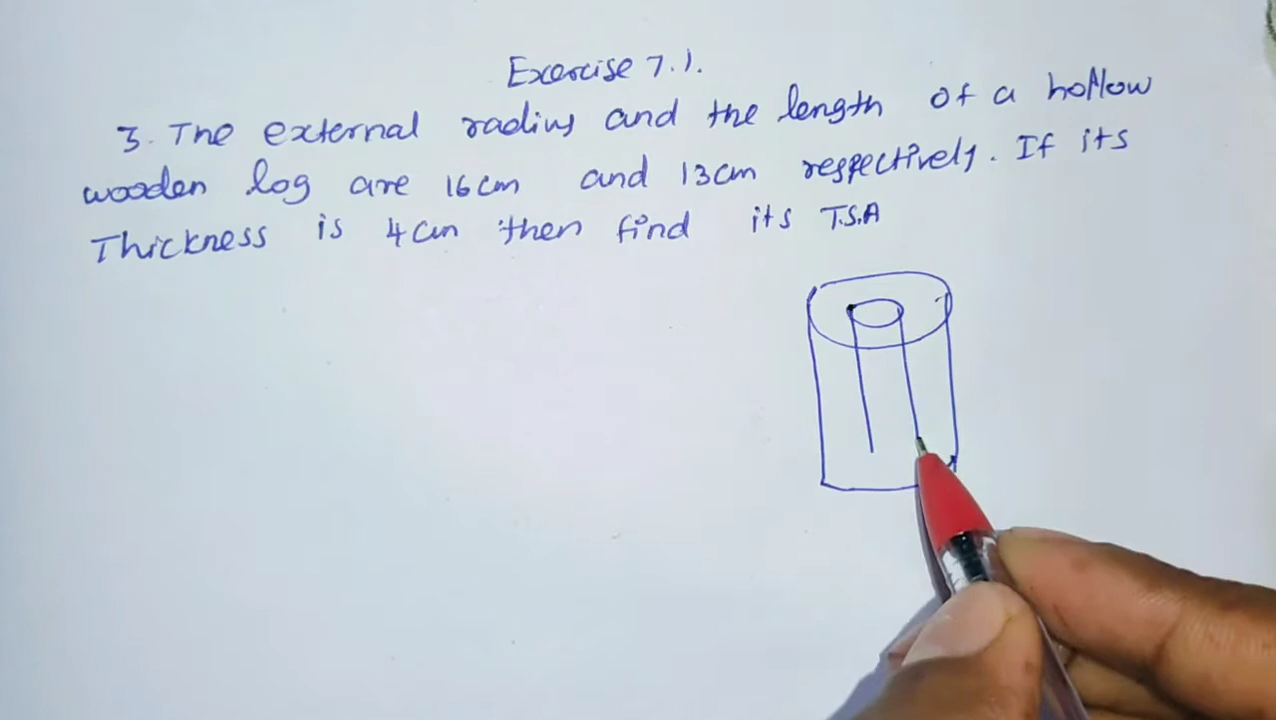 Exercise 7.1.
3. The external radius and the length of a hollow
wooden log are 16cm and 13cm respectively. If its
Thickness is 4cm then find its T.S.A